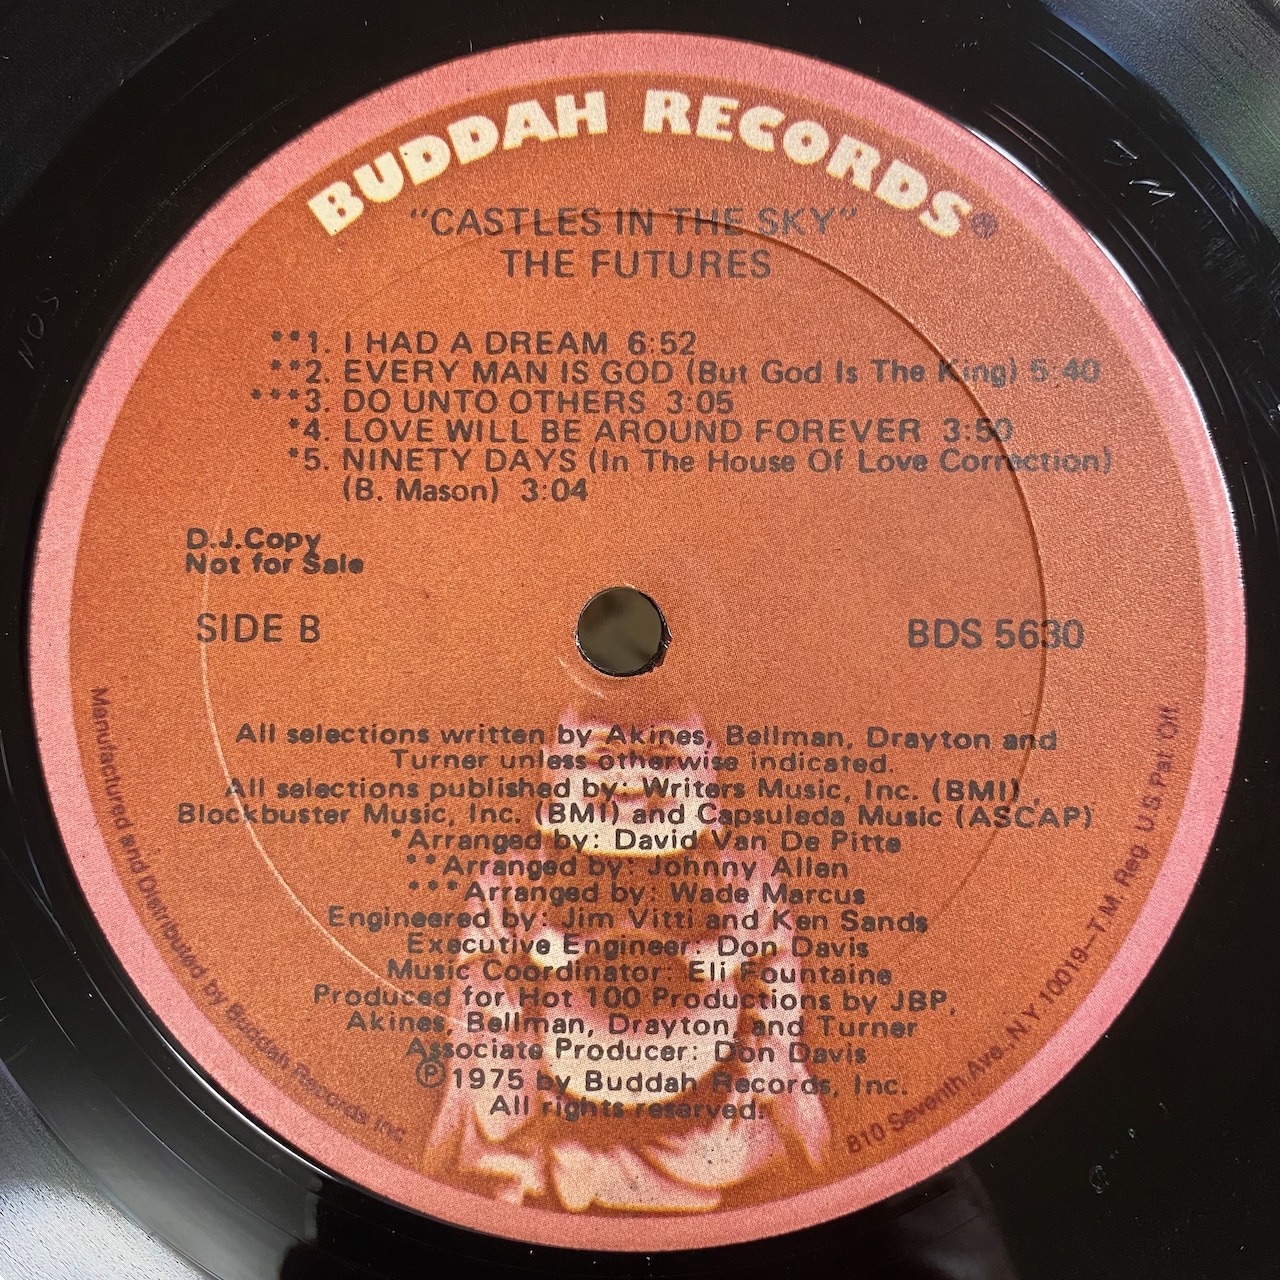 BUDDAH RECORDS
"CASTLES IN THE SKY"
THE FUTURES
**1. I HAD A DREAM 6:52
**2. EVERY MAN IS GOD (But God Is The King) 5:40
***3. DO UNTO OTHERS 3:05
*4. LOVE WILL BE AROUND FOREVER 3:50
*5. NINETY DAYS (In The House Of Love Correction)
(B. Mason) 3:04
D.J.Copy
Not for Sale
SIDE B
BDS 5630
All selections written by Akines, Bellman, Drayton and
Turner unless otherwise indicated.
All selections published by: Writers Music, Inc. (BMI),
Blockbuster Music, Inc. (BMI) and Capsuleda Music (ASCAP)
*Arranged by: David Van De Pitte
**Arranged by: Johnny Allen
***Arranged by: Wade Marcus
Engineered by: Jim Vitti and Ken Sands
Executive Engineer: Don Davis
Music Coordinator: Eli Fountaine
Produced for Hot 100 Productions by JBP,
Akines, Bellman, Drayton, and Turner
Associate Producer: Don Davis
℗ 1975 by Buddah Records, Inc.
All rights reserved.
Manufactured and Distributed by Buddah Records Inc.
810 Seventh Ave., N.Y. 10019—T.M. Reg. U.S. Pat. Off.